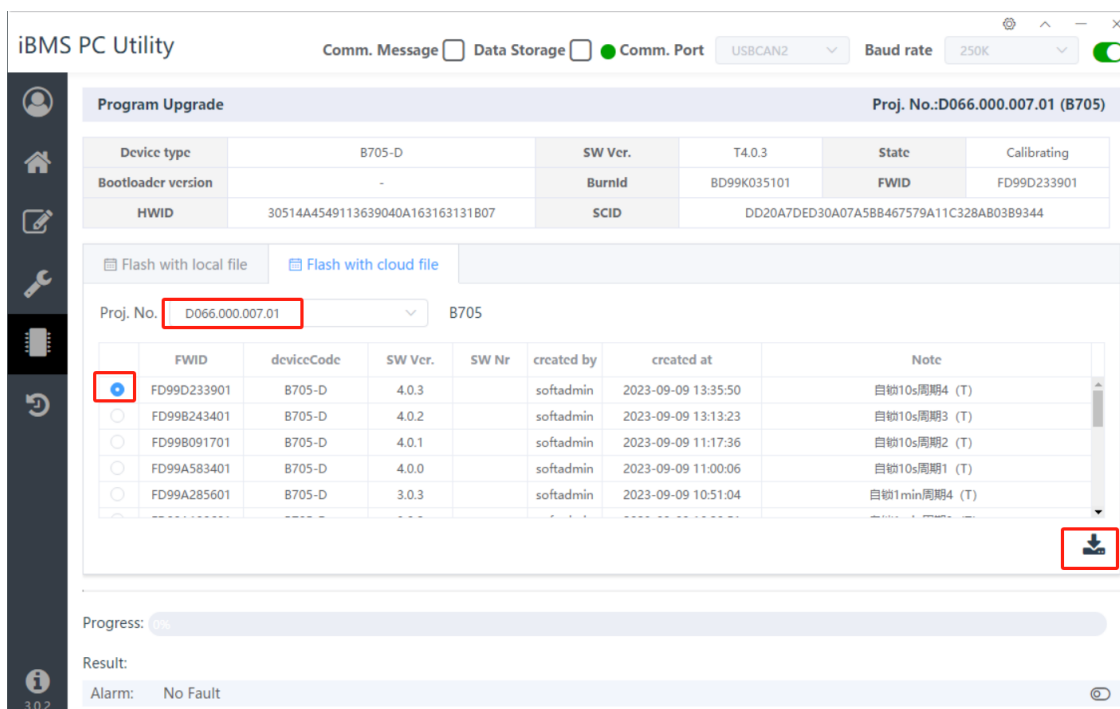 iBMS PC Utility
Comm. Message Data Storage Comm. Port USBCAN2 Baud rate 250K
Program Upgrade Proj. No.:D066.000.007.01 (B705)
Device type B705-D SW Ver. T4.0.3 State Calibrating
Bootloader version - BurnId BD99K035101 FWID FD99D233901
HWID 30514A4549113639040A163163131B07 SCID DD20A7DED30A07A5BB467579A11C328AB03B9344
Flash with local file Flash with cloud file
Proj. No. D066.000.007.01 B705
FWID deviceCode SW Ver. SW Nr created by created at Note
FD99D233901 B705-D 4.0.3 softadmin 2023-09-09 13:35:50 自锁10s周期4 (T)
FD99B243401 B705-D 4.0.2 softadmin 2023-09-09 13:13:23 自锁10s周期3 (T)
FD99B091701 B705-D 4.0.1 softadmin 2023-09-09 11:17:36 自锁10s周期2 (T)
FD99A583401 B705-D 4.0.0 softadmin 2023-09-09 11:00:06 自锁10s周期1 (T)
FD99A285601 B705-D 3.0.3 softadmin 2023-09-09 10:51:04 自锁1min周期4 (T)
Progress: 0%
Result:
Alarm: No Fault
3.0.2